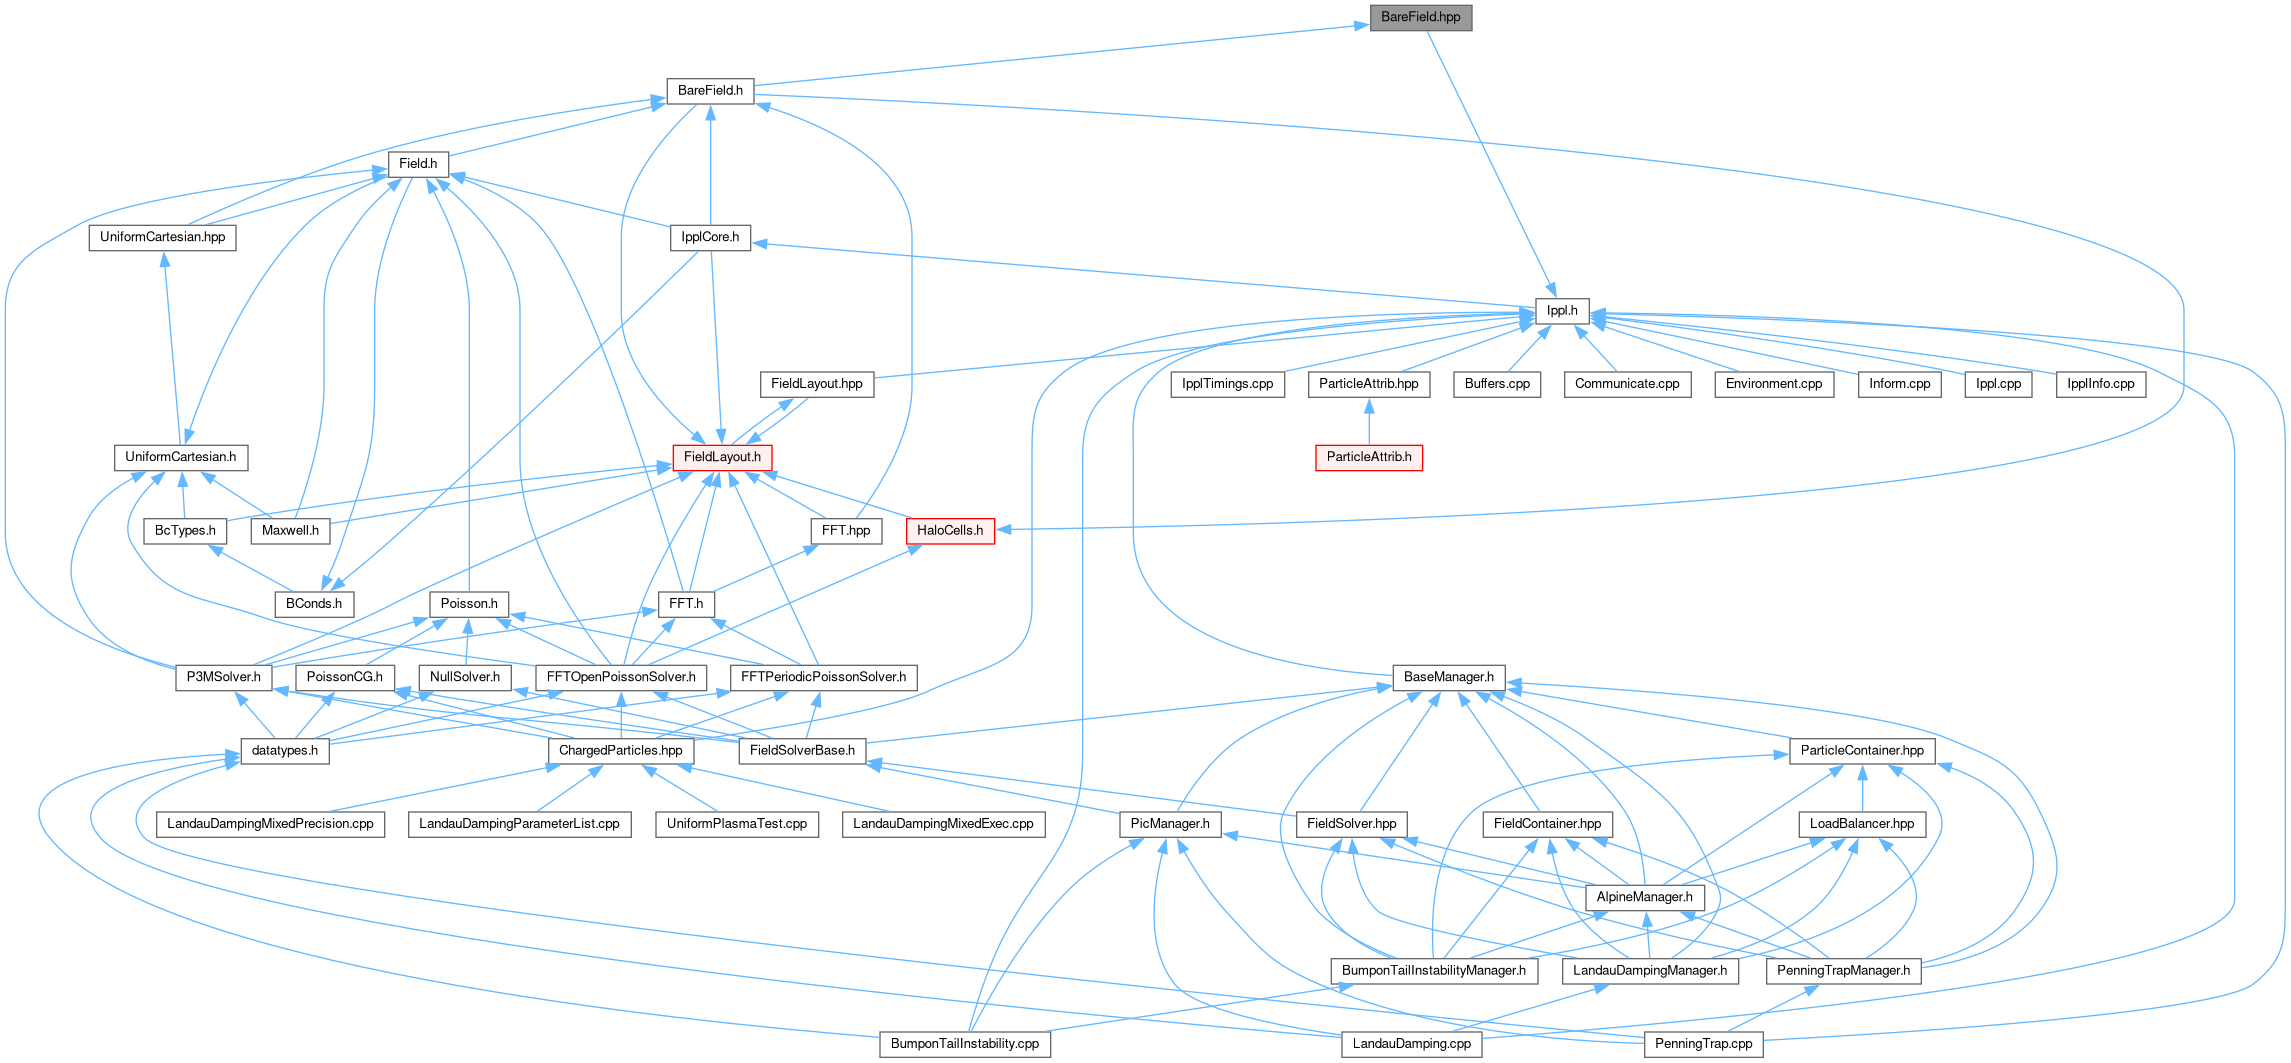 BareField.hpp
BareField.h
Field.h
UniformCartesian.hpp
IpplCore.h
Ippl.h
FieldLayout.hpp
IpplTimings.cpp
ParticleAttrib.hpp
Buffers.cpp
Communicate.cpp
Environment.cpp
Inform.cpp
Ippl.cpp
IpplInfo.cpp
UniformCartesian.h
FieldLayout.h
ParticleAttrib.h
BcTypes.h
Maxwell.h
FFT.hpp
HaloCells.h
BConds.h
Poisson.h
FFT.h
P3MSolver.h
PoissonCG.h
NullSolver.h
FFTOpenPoissonSolver.h
FFTPeriodicPoissonSolver.h
BaseManager.h
datatypes.h
ChargedParticles.hpp
FieldSolverBase.h
ParticleContainer.hpp
LandauDampingMixedPrecision.cpp
LandauDampingParameterList.cpp
UniformPlasmaTest.cpp
LandauDampingMixedExec.cpp
PicManager.h
FieldSolver.hpp
FieldContainer.hpp
LoadBalancer.hpp
AlpineManager.h
BumponTailInstabilityManager.h
LandauDampingManager.h
PenningTrapManager.h
BumponTailInstability.cpp
LandauDamping.cpp
PenningTrap.cpp